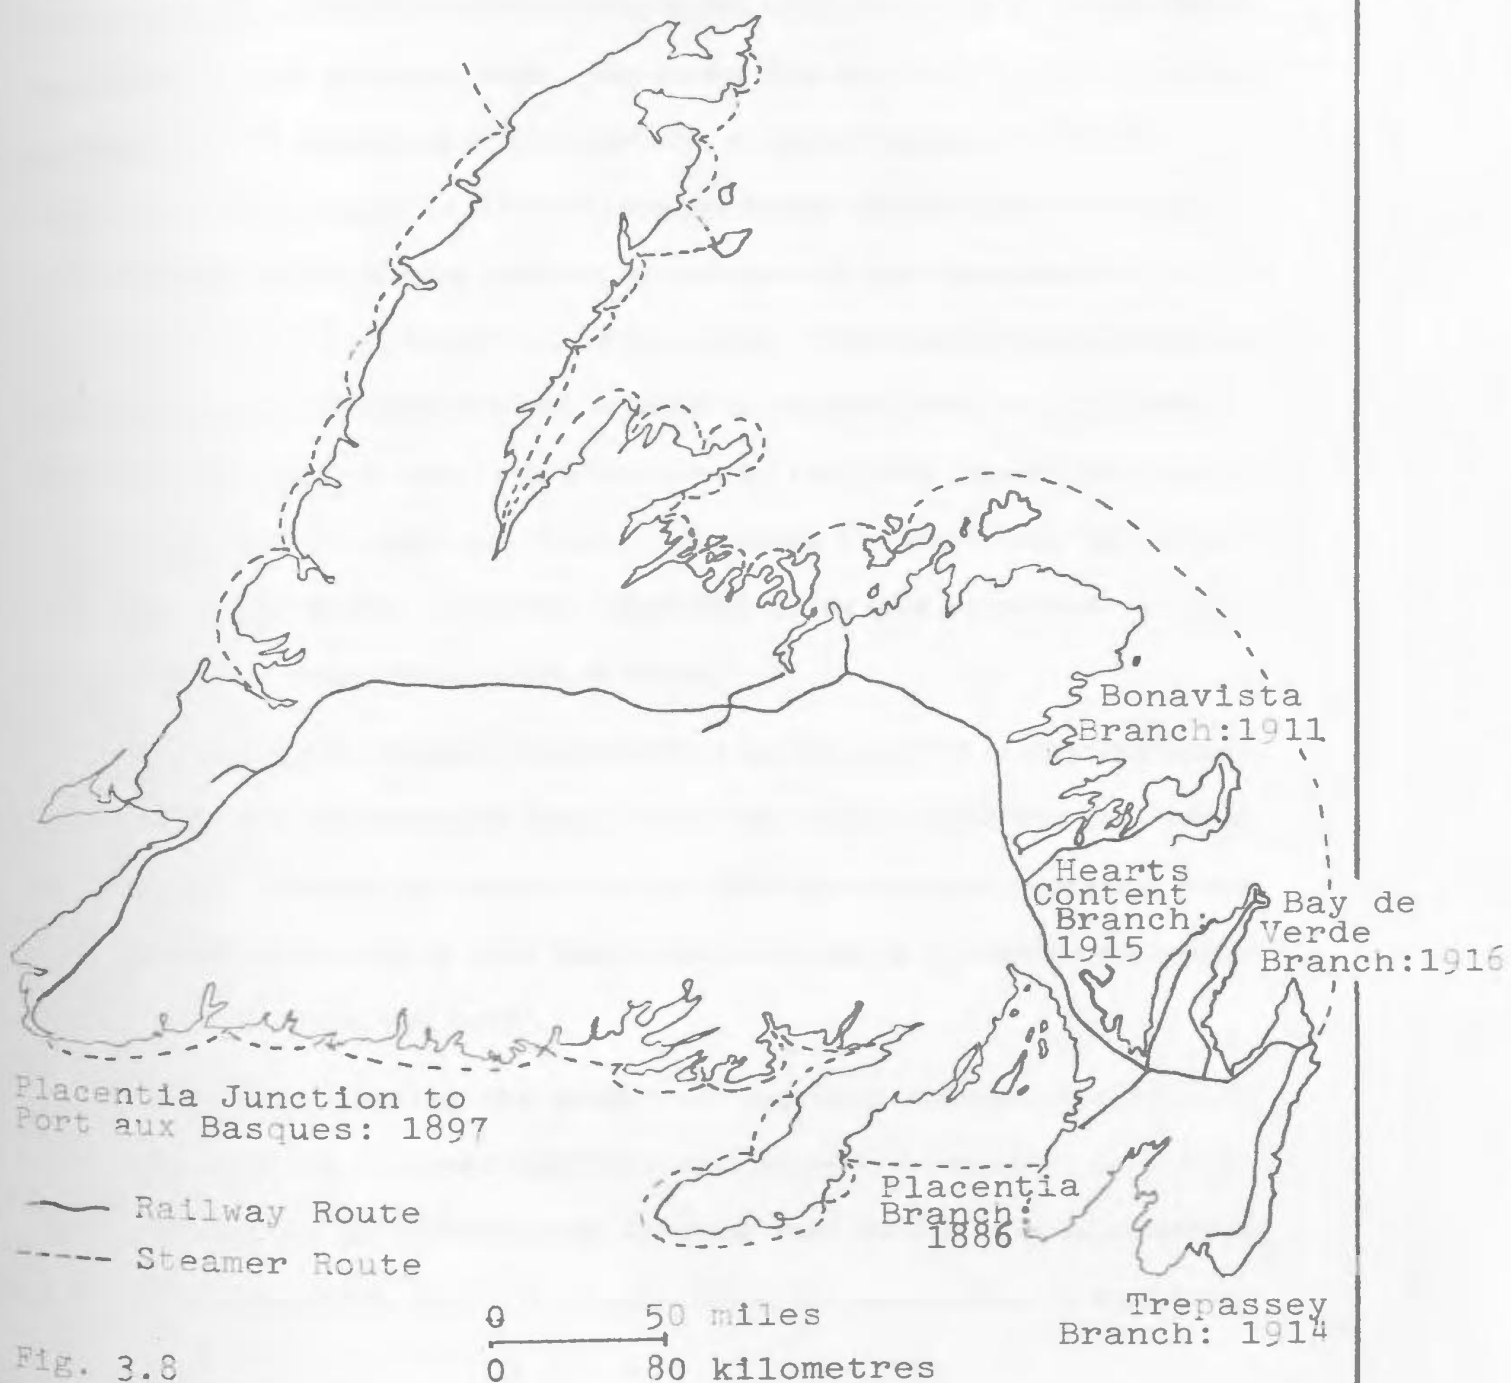 Bonavista
Branch:1911
Hearts
Content
Branch:
1915
Bay de
Verde
Branch:1916
Placentia Junction to
Port aux Basques: 1897
Placentia
Branch:
1886
Railway Route
Steamer Route
Trepassey
Branch: 1914
0 50 miles
0 80 kilometres
Fig. 3.8